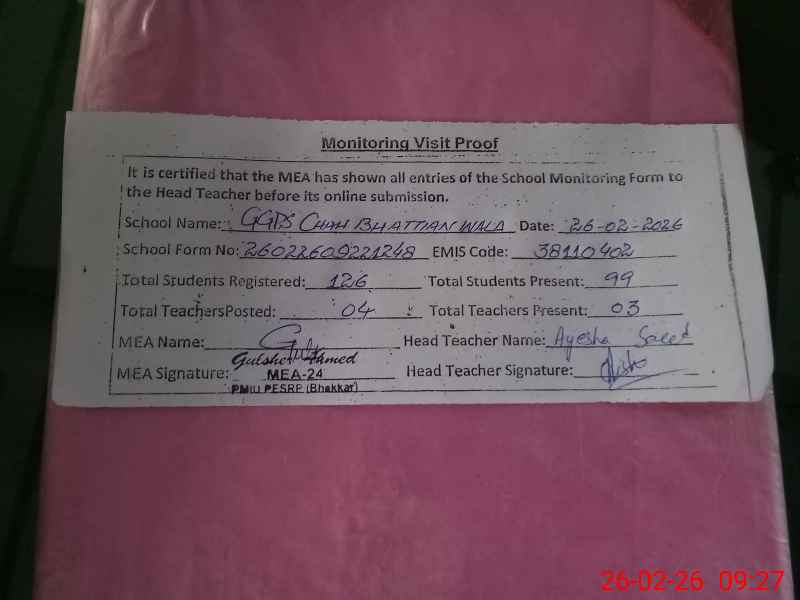 Monitoring Visit Proof
It is certified that the MEA has shown all entries of the School Monitoring Form to
the Head Teacher before its online submission.
School Name: GGPS CHAH BHATTIAN WALA Date: 26-02-2026
School Form No: 26022609221248 EMIS Code: 38110402
Total Students Registered: 126 Total Students Present: 99
Total TeachersPosted: 04 Total Teachers Present: 03
MEA Name: Head Teacher Name: Ayesha Saeed
Gulsher Ahmed
MEA Signature: MEA-24 Head Teacher Signature:
PMIU PESRP (Bhakkar)
26-02-26 09:27